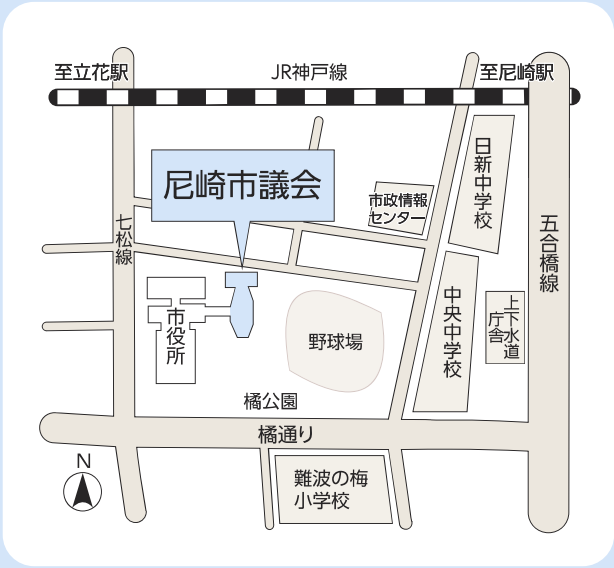 至立花駅
JR神戸線
至尼崎駅
日新中学校
尼崎市議会
市政情報
センター
七松線
五合橋線
中央中学校
上下水道
庁舎
市役所
野球場
橘公園
橘通り
難波の梅
小学校
N